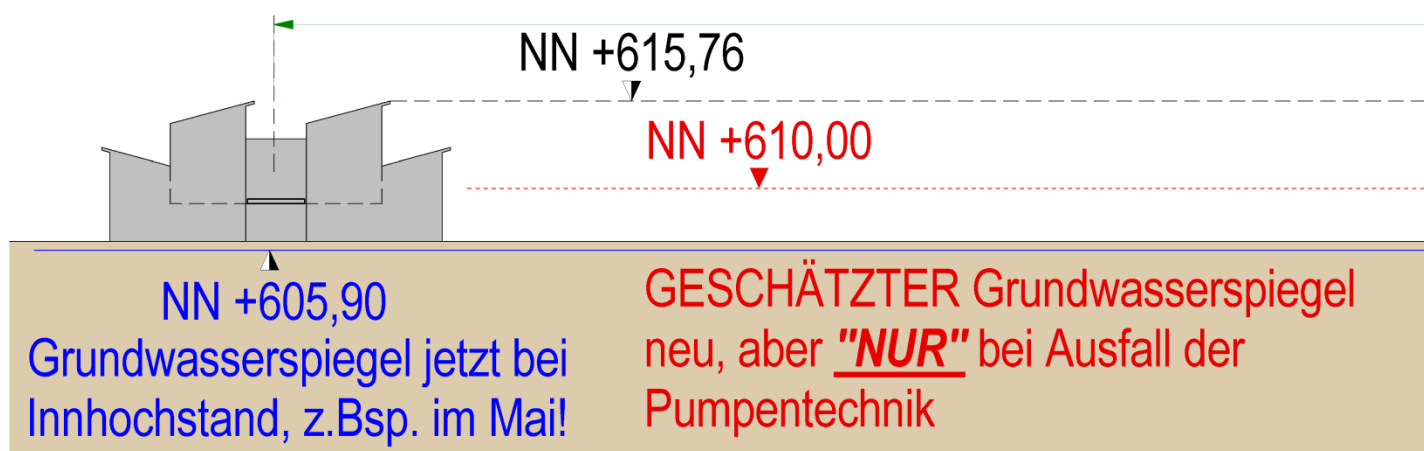 NN +615,76
NN +610,00
NN +605,90
Grundwasserspiegel jetzt bei
Innhochstand, z.Bsp. im Mai!
GESCHÄTZTER Grundwasserspiegel
neu, aber "NUR" bei Ausfall der
Pumpentechnik